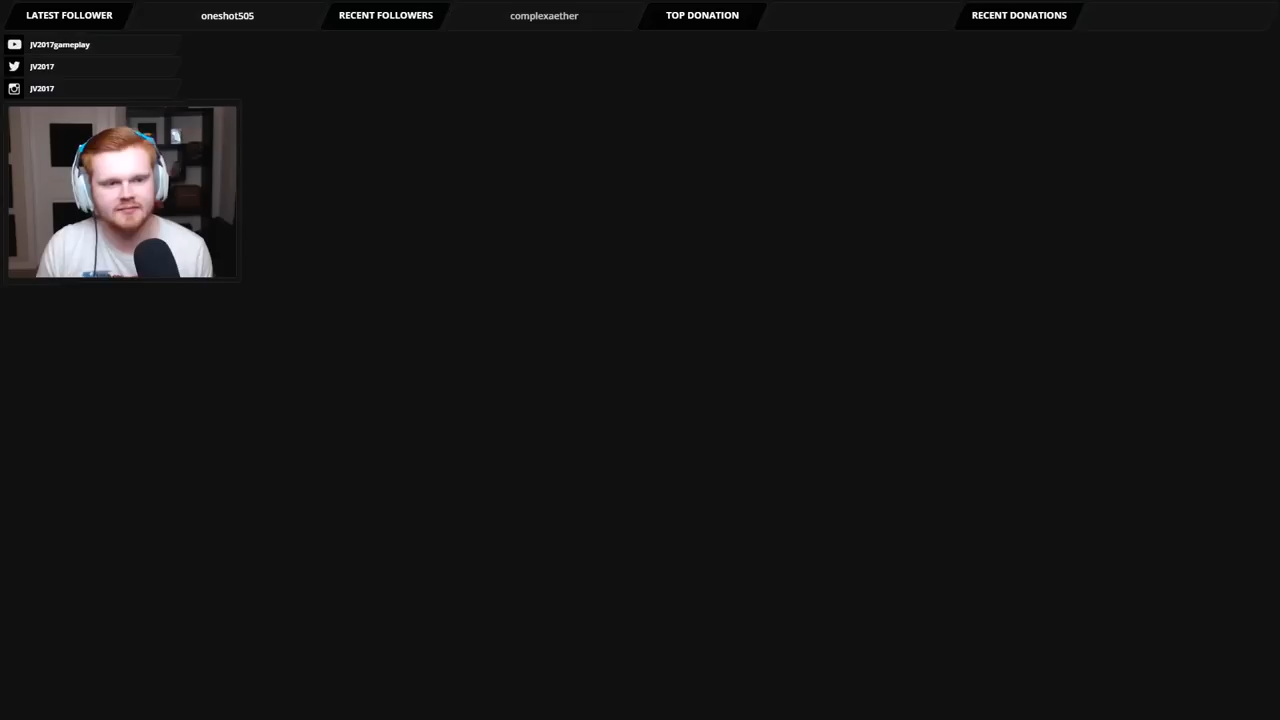 LATEST FOLLOWER
oneshot505
RECENT FOLLOWERS
complexaether
TOP DONATION
RECENT DONATIONS
JV2017gameplay
JV2017
JV2017